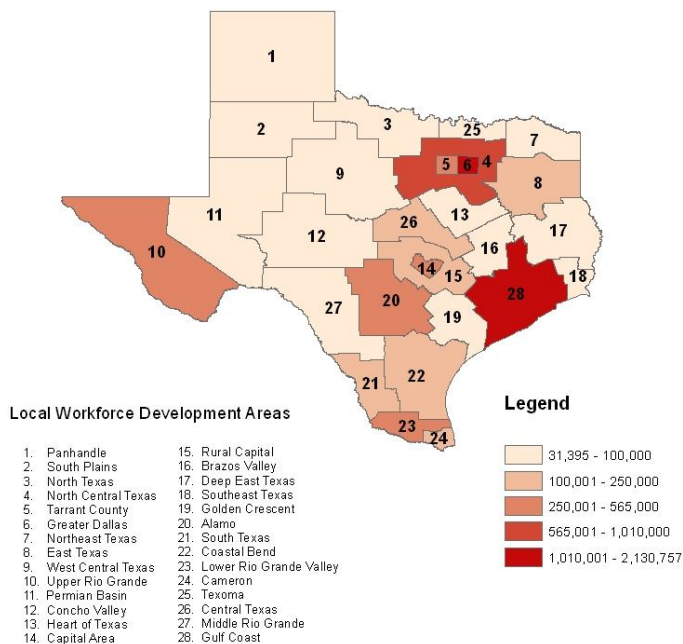 1
2
3
25
7
5
6
4
8
9
11
12
26
13
16
17
10
14
15
18
28
27
20
19
21
22
23
24
Local Workforce Development Areas
1. Panhandle
2. South Plains
3. North Texas
4. North Central Texas
5. Tarrant County
6. Greater Dallas
7. Northeast Texas
8. East Texas
9. West Central Texas
10. Upper Rio Grande
11. Permian Basin
12. Concho Valley
13. Heart of Texas
14. Capital Area
15. Rural Capital
16. Brazos Valley
17. Deep East Texas
18. Southeast Texas
19. Golden Crescent
20. Alamo
21. South Texas
22. Coastal Bend
23. Lower Rio Grande Valley
24. Cameron
25. Texoma
26. Central Texas
27. Middle Rio Grande
28. Gulf Coast
Legend
31,395 - 100,000
100,001 - 250,000
250,001 - 565,000
565,001 - 1,010,000
1,010,001 - 2,130,757